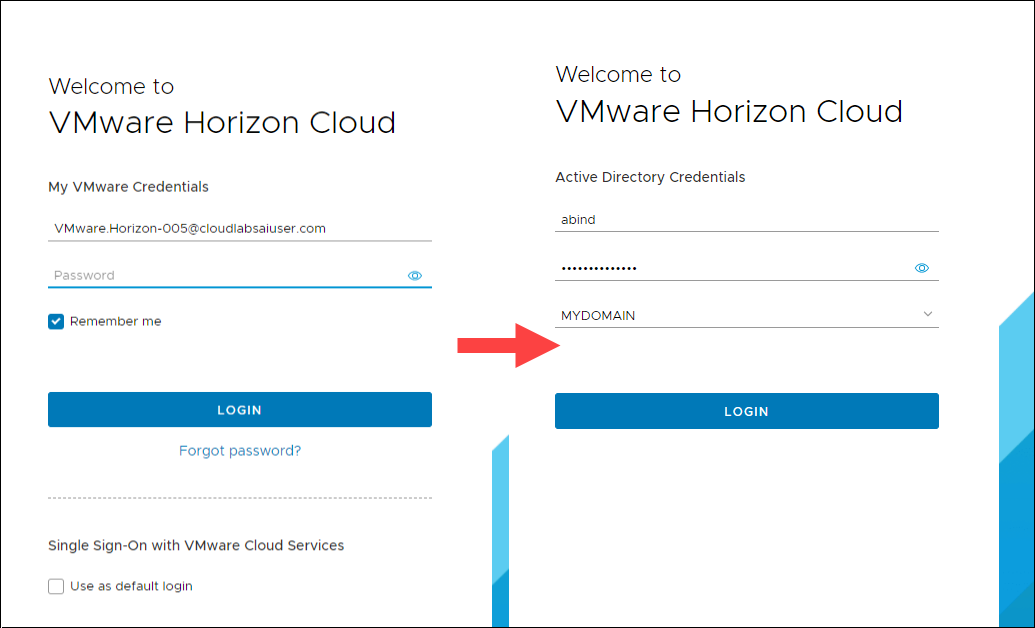 Welcome to
VMware Horizon Cloud
My VMware Credentials
VMware.Horizon-005@cloudlabsaiuser.com
Password
Remember me
LOGIN
Forgot password?
Single Sign-On with VMware Cloud Services
Use as default login
Welcome to
VMware Horizon Cloud
Active Directory Credentials
abind
••••••••••••••
MYDOMAIN
LOGIN